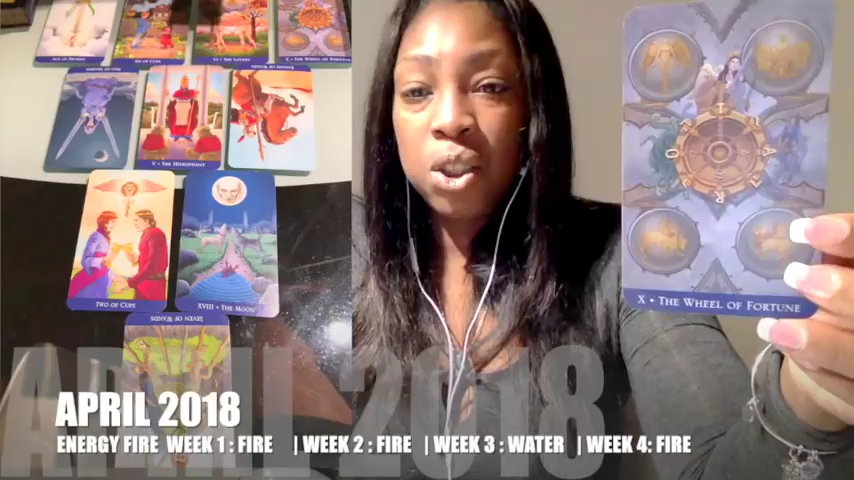 ACE OF SWORDS
SIX OF CUPS
VI • THE LOVERS
X • THE WHEEL OF FORTUNE
V • THE HIEROPHANT
TWO OF CUPS
XVIII • THE MOON
SEVEN OF WANDS
X • THE WHEEL OF FORTUNE
APRIL 2018
APRIL 2018
ENERGY FIRE WEEK 1 : FIRE | WEEK 2 : FIRE | WEEK 3 : WATER | WEEK 4: FIRE